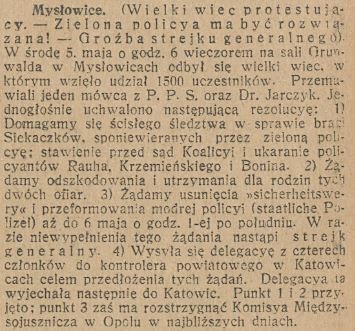 Mysłowice. (Wielki wiec protestują-
cy. — Zielona policya ma być rozwią-
zana! — Groźba strejku generalnego).
W środę 5. maja o godz. 6 wieczorem na sali Grun-
walda w Mysłowicach odbył się wielki wiec, w
którym wzięło udział 1500 uczestników. Przema-
wiali jeden mówca z P. P. S. oraz Dr. Jarczyk. Je-
dnogłośnie uchwalono następującą rezolucyę: 1)
Domagamy się ścisłego śledztwa w sprawie braci
Siekaczków, sponiewieranych przez zieloną poli-
cyę; stawienie przed sąd Koalicyi i ukaranie poli-
cyantów Rauha, Krzemieńskiego i Bonina. 2) Żą-
damy odszkodowania i utrzymania dla rodzin tych
dwóch ofiar. 3) Żądamy usunięcia »sicherheitswe-
ry« i przeformowania modrej policyi (staatliche Po-
lizei) aż do 6 maja o godz. 1-ej po południu. W ra-
zie niewypełnienia tego żądania nastąpi strejk
generalny. 4) Wysyła się delegacyę z czterech
członków do kontrolera powiatowego w Katowi-
cach celem przedłożenia tych żądań. Delegacya ta
wyjechała następnie do Katowic. Punkt 1 i 2 przy-
jęto; punkt 3 zaś ma rozstrzygnąć Komisya Między-
sojusznicza w Opolu w najbliższych dniach.